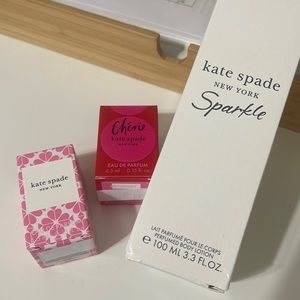 kate spade
NEW YORK
Chérie
kate spade
NEW YORK
EAU DE PARFUM
4.5 ml ℮ 0.15 fl.oz.
kate spade
NEW YORK
Sparkle
LAIT PARFUMÉ POUR LE CORPS
PERFUMED BODY LOTION
℮ 100 ML 3.3 FL.OZ.